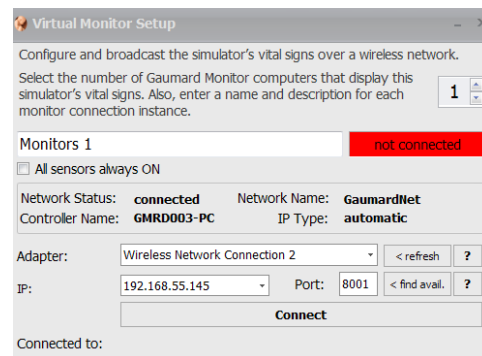 Virtual Monitor Setup
Configure and broadcast the simulator's vital signs over a wireless network.
Select the number of Gaumard Monitor computers that display this
simulator's vital signs. Also, enter a name and description for each
monitor connection instance.
1
Monitors 1 not connected
All sensors always ON
Network Status: connected Network Name: GaumardNet
Controller Name: GMRD003-PC IP Type: automatic
Adapter: Wireless Network Connection 2 < refresh ?
IP: 192.168.55.145 Port: 8001 < find avail. ?
Connect
Connected to: